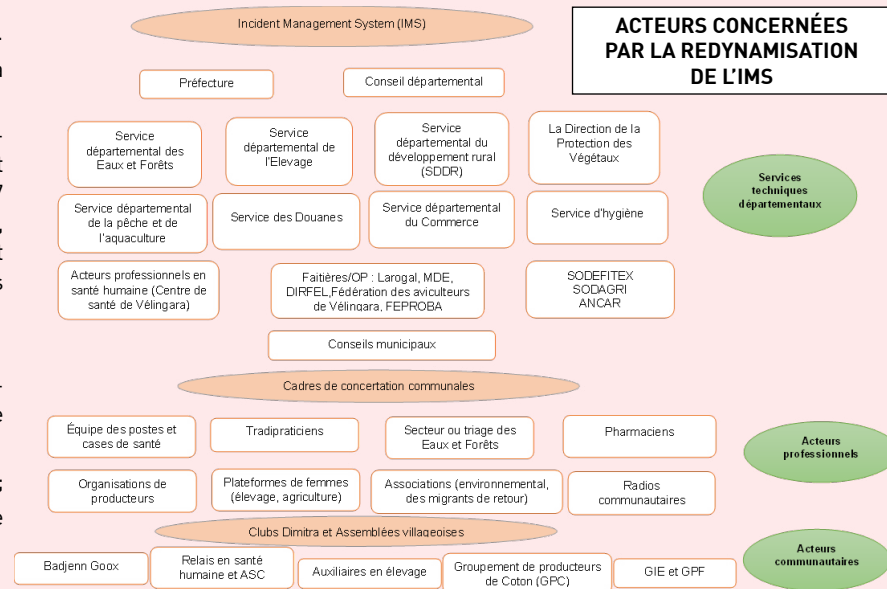 Incident Management System (IMS)
ACTEURS CONCERNÉES
PAR LA REDYNAMISATION
DE L'IMS
Préfecture
Conseil départemental
Service
départemental des
Eaux et Forêts
Service
départemental de
l'Elevage
Service
départemental du
développement rural
(SDDR)
La Direction de la
Protection des
Végétaux
Services
techniques
départementaux
Service départemental
de la pêche et de
l'aquaculture
Service des Douanes
Service départemental
du Commerce
Service d'hygiène
Acteurs professionnels en
santé humaine (Centre de
santé de Vélingara)
Faitières/OP : Larogal, MDE,
DIRFEL,Fédération des aviculteurs
de Vélingara, FEPROBA
SODEFITEX
SODAGRI
ANCAR
Conseils municipaux
Cadres de concertation communales
Équipe des postes et
cases de santé
Tradipraticiens
Secteur ou triage des
Eaux et Forêts
Pharmaciens
Acteurs
professionnels
Organisations de
producteurs
Plateformes de femmes
(élevage, agriculture)
Associations (environnemental,
des migrants de retour)
Radios
communautaires
Clubs Dimitra et Assemblées villageoises
Badjenn Goox
Relais en santé
humaine et ASC
Auxiliaires en élevage
Groupement de producteurs
de Coton (GPC)
GIE et GPF
Acteurs
communautaires